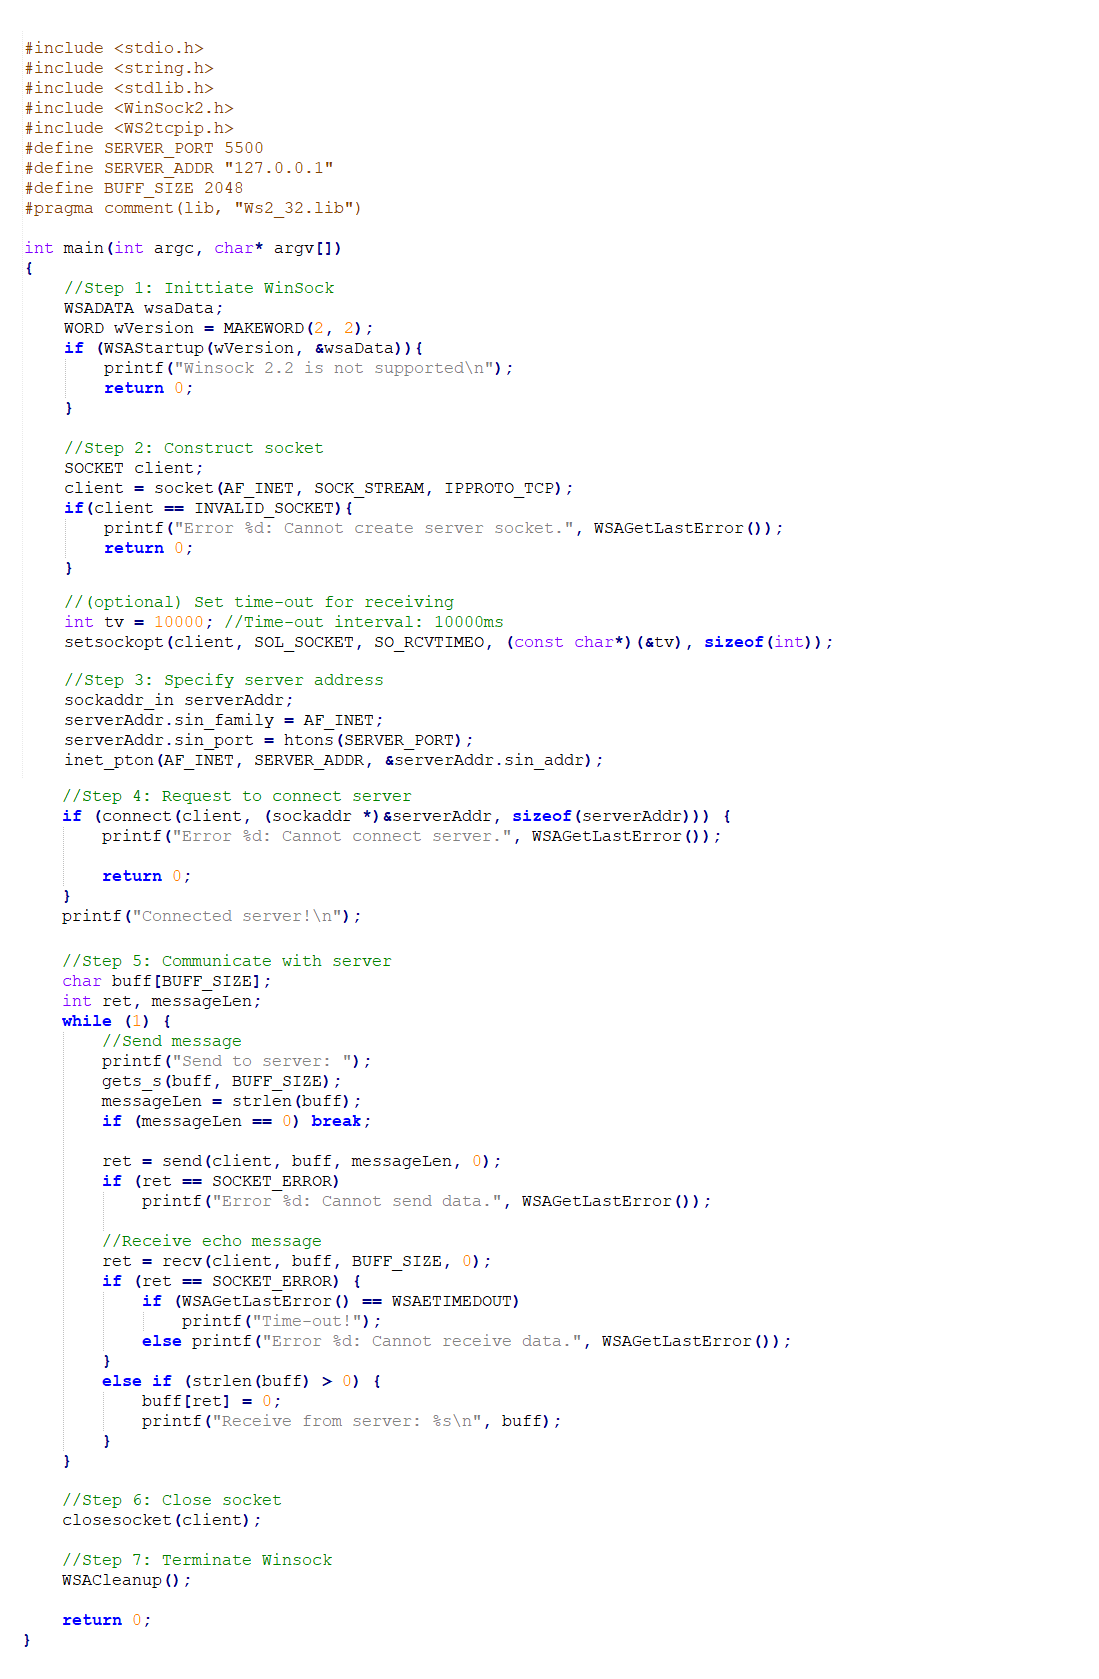 #include <stdio.h>
#include <string.h>
#include <stdlib.h>
#include <WinSock2.h>
#include <WS2tcpip.h>
#define SERVER_PORT 5500
#define SERVER_ADDR "127.0.0.1"
#define BUFF_SIZE 2048
#pragma comment(lib, "Ws2_32.lib")
int main(int argc, char* argv[])
{
//Step 1: Inittiate WinSock
WSADATA wsaData;
WORD wVersion = MAKEWORD(2, 2);
if (WSAStartup(wVersion, &wsaData)){
printf("Winsock 2.2 is not supported\n");
return 0;
}
//Step 2: Construct socket
SOCKET client;
client = socket(AF_INET, SOCK_STREAM, IPPROTO_TCP);
if(client == INVALID_SOCKET){
printf("Error %d: Cannot create server socket.", WSAGetLastError());
return 0;
}
//(optional) Set time-out for receiving
int tv = 10000; //Time-out interval: 10000ms
setsockopt(client, SOL_SOCKET, SO_RCVTIMEO, (const char*)(&tv), sizeof(int));
//Step 3: Specify server address
sockaddr_in serverAddr;
serverAddr.sin_family = AF_INET;
serverAddr.sin_port = htons(SERVER_PORT);
inet_pton(AF_INET, SERVER_ADDR, &serverAddr.sin_addr);
//Step 4: Request to connect server
if (connect(client, (sockaddr *)&serverAddr, sizeof(serverAddr))) {
printf("Error %d: Cannot connect server.", WSAGetLastError());
return 0;
}
printf("Connected server!\n");
//Step 5: Communicate with server
char buff[BUFF_SIZE];
int ret, messageLen;
while (1) {
//Send message
printf("Send to server: ");
gets_s(buff, BUFF_SIZE);
messageLen = strlen(buff);
if (messageLen == 0) break;
ret = send(client, buff, messageLen, 0);
if (ret == SOCKET_ERROR)
printf("Error %d: Cannot send data.", WSAGetLastError());
//Receive echo message
ret = recv(client, buff, BUFF_SIZE, 0);
if (ret == SOCKET_ERROR) {
if (WSAGetLastError() == WSAETIMEDOUT)
printf("Time-out!");
else printf("Error %d: Cannot receive data.", WSAGetLastError());
}
else if (strlen(buff) > 0) {
buff[ret] = 0;
printf("Receive from server: %s\n", buff);
}
}
//Step 6: Close socket
closesocket(client);
//Step 7: Terminate Winsock
WSACleanup();
return 0;
}